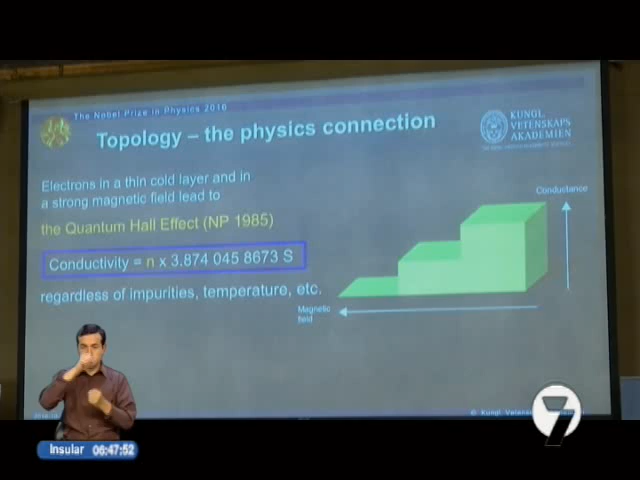 The Nobel Prize in Physics 2016
Topology – the physics connection
KUNGL.
VETENSKAPS
AKADEMIEN
Electrons in a thin cold layer and in
a strong magnetic field lead to
the Quantum Hall Effect (NP 1985)
Conductivity = n x 3.874 045 8673 S
regardless of impurities, temperature, etc.
Conductance
Magnetic
field
© Kungl.
7
Insular 06:47:52